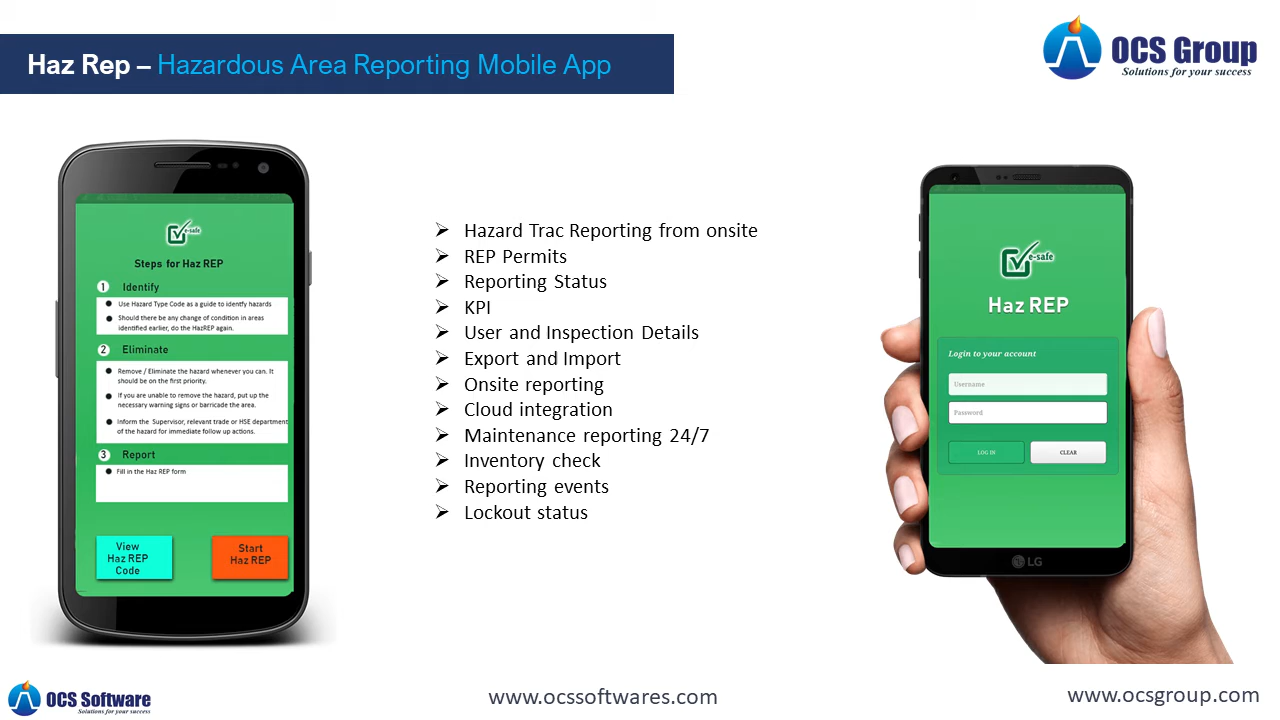 Haz Rep – Hazardous Area Reporting Mobile App
OCS Group
Solutions for your success
e-safe
Steps for Haz REP
1 Identify
Use Hazard Type Code as a guide to identfy hazards
Should there be any change of condition in areas
identified earlier, do the HazREP again.
2 Eliminate
Remove / Eliminate the hazard whenever you can. It
should be on the first priority.
If you are unable to remove the hazard, put up the
necessary warning signs or barricade the area.
Inform the Supervisor, relevant trade or HSE department
of the hazard for immediate follow up actions.
3 Report
Fill in the Haz REP form
View
Haz REP
Code
Start
Haz REP
Hazard Trac Reporting from onsite
REP Permits
Reporting Status
KPI
User and Inspection Details
Export and Import
Onsite reporting
Cloud integration
Maintenance reporting 24/7
Inventory check
Reporting events
Lockout status
e-safe
Haz REP
Login to your account
Username
Password
LOG IN
CLEAR
LG
OCS Software
Solutions for your success
www.ocssoftwares.com
www.ocsgroup.com